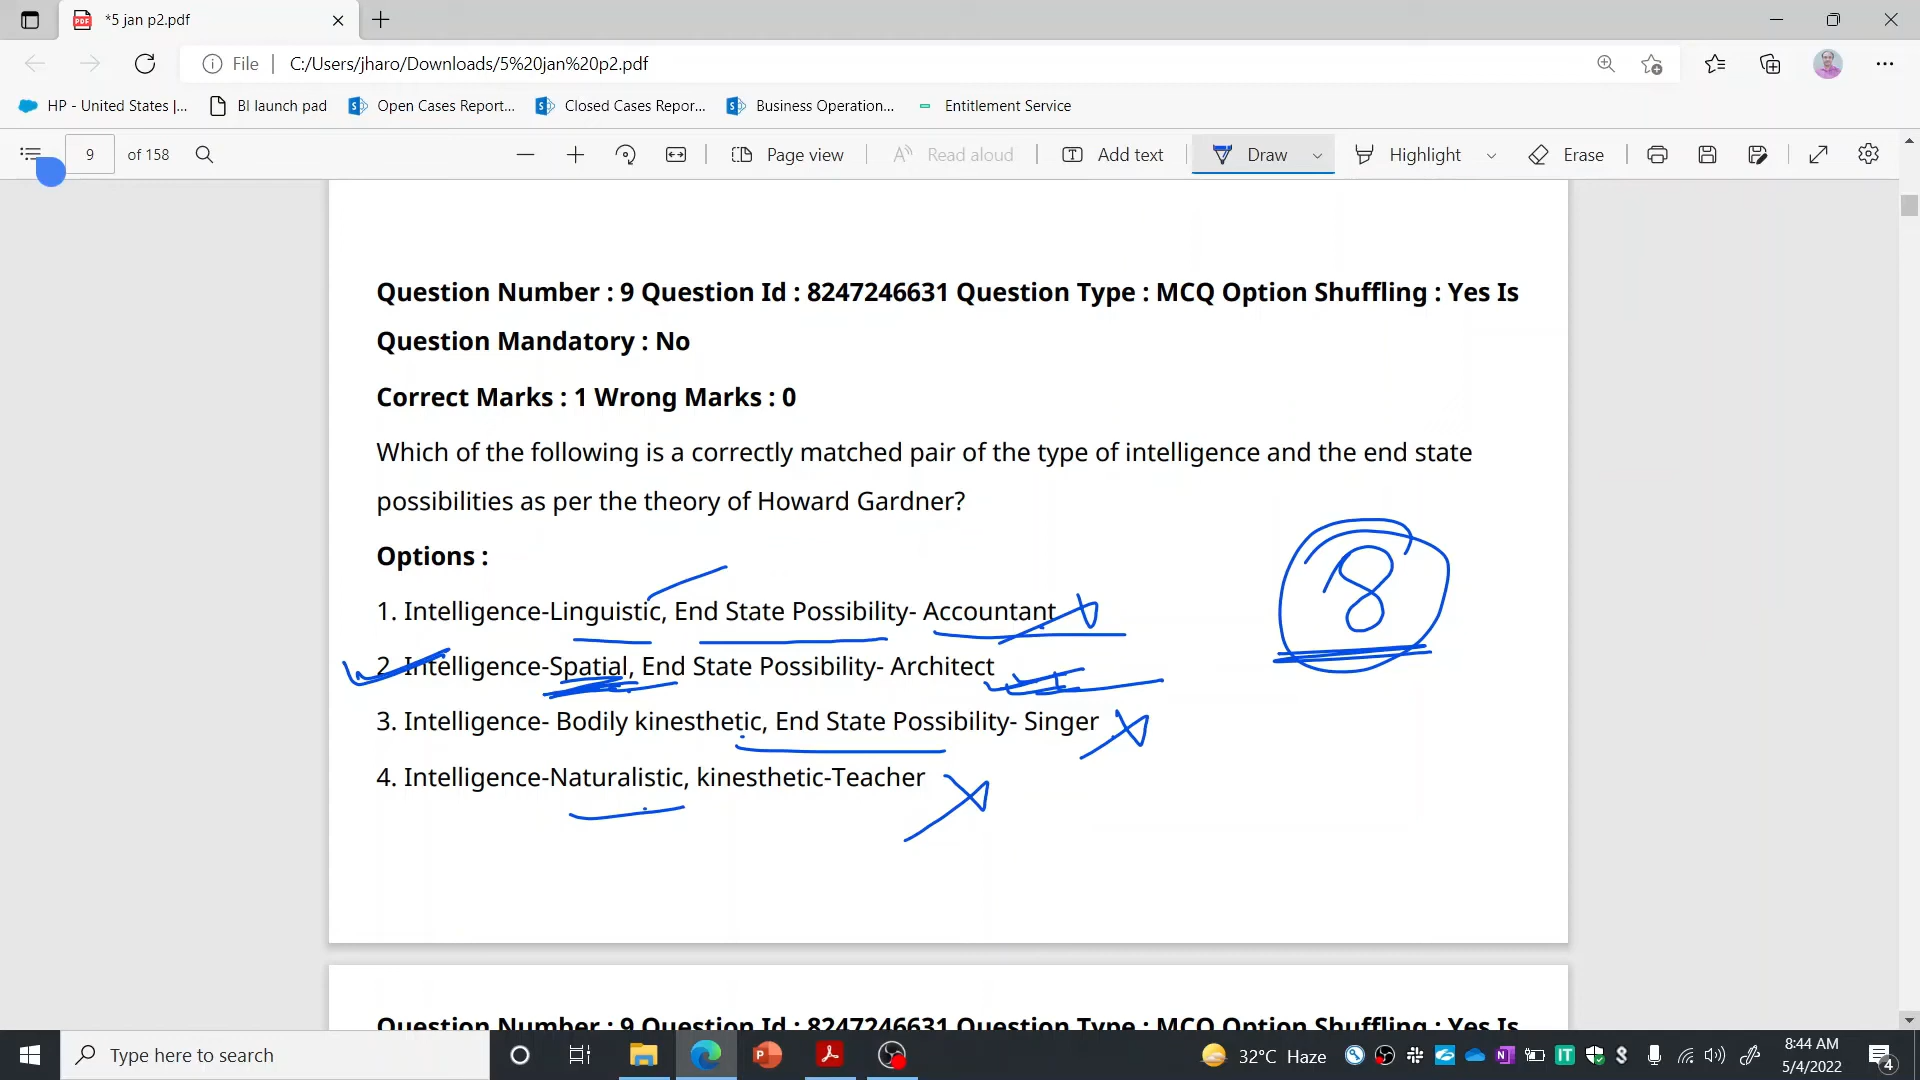 *5 jan p2.pdf
File C:/Users/jharo/Downloads/5%20jan%20p2.pdf
HP - United States |... BI launch pad Open Cases Report... Closed Cases Repor... Business Operation... Entitlement Service
9 of 158 Page view Read aloud Add text Draw Highlight Erase
Question Number : 9 Question Id : 8247246631 Question Type : MCQ Option Shuffling : Yes Is
Question Mandatory : No
Correct Marks : 1 Wrong Marks : 0
Which of the following is a correctly matched pair of the type of intelligence and the end state
possibilities as per the theory of Howard Gardner?
Options :
8
1. Intelligence-Linguistic, End State Possibility- Accountant
2. Intelligence-Spatial, End State Possibility- Architect
3. Intelligence- Bodily kinesthetic, End State Possibility- Singer
4. Intelligence-Naturalistic, kinesthetic-Teacher
Question Number : 9 Question Id : 8247246631 Question Type : MCQ Option Shuffling : Yes Is
Type here to search
32°C Haze
8:44 AM
5/4/2022
4